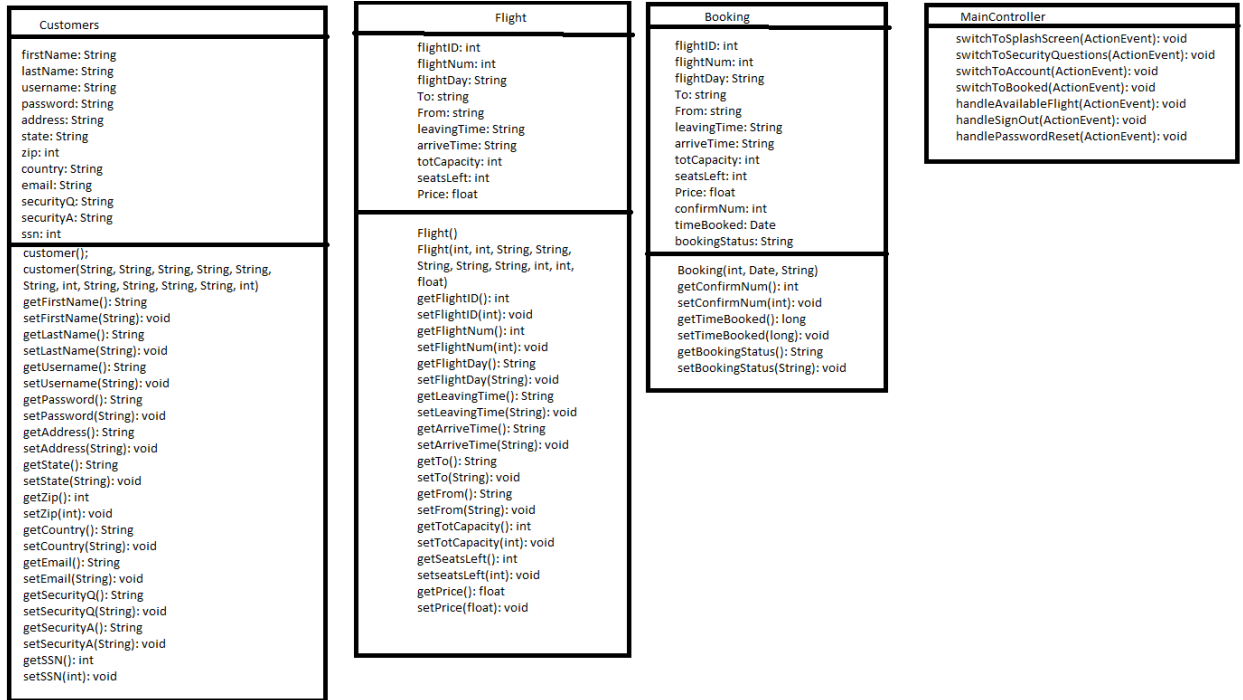 Customers
firstName: String
lastName: String
username: String
password: String
address: String
state: String
zip: int
country: String
email: String
securityQ: String
securityA: String
ssn: int
customer();
customer(String, String, String, String, String,
String, int, String, String, String, String, int)
getFirstName(): String
setFirstName(String): void
getLastName(): String
setLastName(String): void
getUsername(): String
setUsername(String): void
getPassword(): String
setPassword(String): void
getAddress(): String
setAddress(String): void
getState(): String
setState(String): void
getZip(): int
setZip(int): void
getCountry(): String
setCountry(String): void
getEmail(): String
setEmail(String): void
getSecurityQ(): String
setSecurityQ(String): void
getSecurityA(): String
setSecurityA(String): void
getSSN(): int
setSSN(int): void
Flight
flightID: int
flightNum: int
flightDay: String
To: string
From: string
leavingTime: String
arriveTime: String
totCapacity: int
seatsLeft: int
Price: float
Flight()
Flight(int, int, String, String,
String, String, String, int, int,
float)
getFlightID(): int
setFlightID(int): void
getFlightNum(): int
setFlightNum(int): void
getFlightDay(): String
setFlightDay(String): void
getLeavingTime(): String
setLeavingTime(String): void
getArriveTime(): String
setArriveTime(String): void
getTo(): String
setTo(String): void
getFrom(): String
setFrom(String): void
getTotCapacity(): int
setTotCapacity(int): void
getSeatsLeft(): int
setseatsLeft(int): void
getPrice(): float
setPrice(float): void
Booking
flightID: int
flightNum: int
flightDay: String
To: string
From: string
leavingTime: String
arriveTime: String
totCapacity: int
seatsLeft: int
Price: float
confirmNum: int
timeBooked: Date
bookingStatus: String
Booking(int, Date, String)
getConfirmNum(): int
setConfirmNum(int): void
getTimeBooked(): long
setTimeBooked(long): void
getBookingStatus(): String
setBookingStatus(String): void
MainController
switchToSplashScreen(ActionEvent): void
switchToSecurityQuestions(ActionEvent): void
switchToAccount(ActionEvent): void
switchToBooked(ActionEvent): void
handleAvailableFlight(ActionEvent): void
handleSignOut(ActionEvent): void
handlePasswordReset(ActionEvent): void